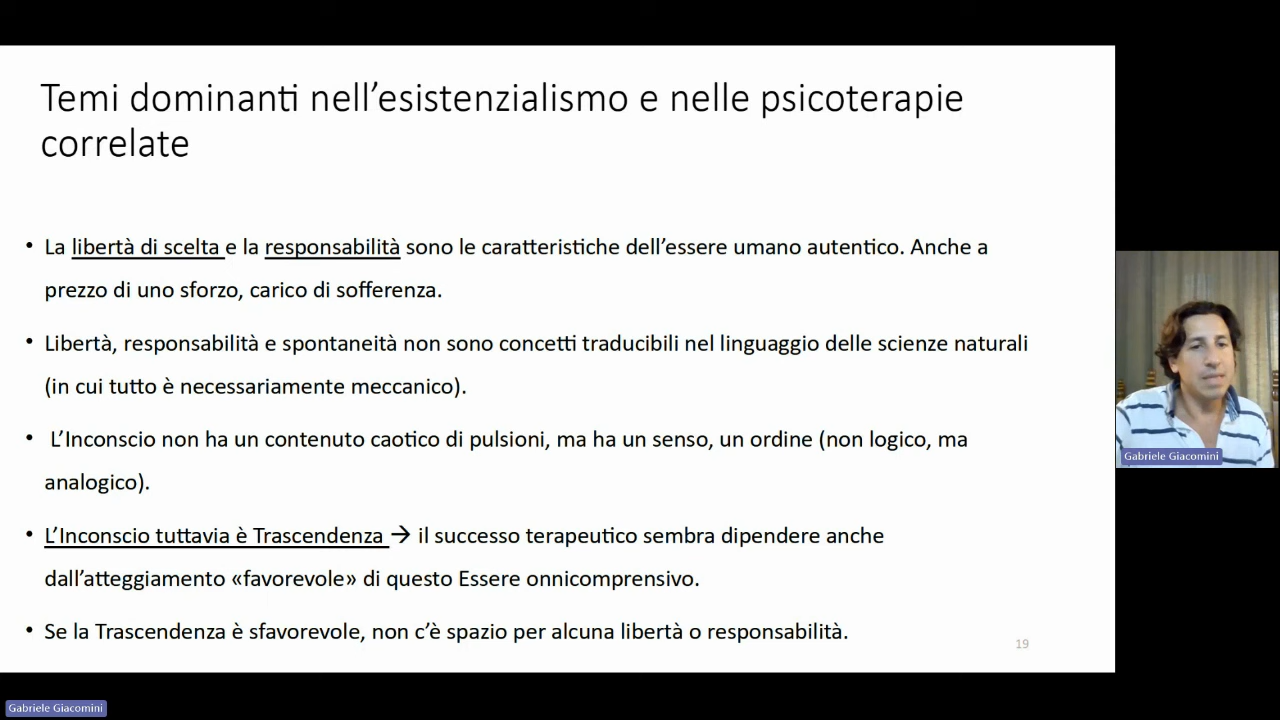 Temi dominanti nell’esistenzialismo e nelle psicoterapie
correlate
• La libertà di scelta e la responsabilità sono le caratteristiche dell’essere umano autentico. Anche a
prezzo di uno sforzo, carico di sofferenza.
• Libertà, responsabilità e spontaneità non sono concetti traducibili nel linguaggio delle scienze naturali
(in cui tutto è necessariamente meccanico).
• L’Inconscio non ha un contenuto caotico di pulsioni, ma ha un senso, un ordine (non logico, ma
analogico).
• L’Inconscio tuttavia è Trascendenza → il successo terapeutico sembra dipendere anche
dall’atteggiamento «favorevole» di questo Essere onnicomprensivo.
• Se la Trascendenza è sfavorevole, non c’è spazio per alcuna libertà o responsabilità.
19
Gabriele Giacomini
Gabriele Giacomini